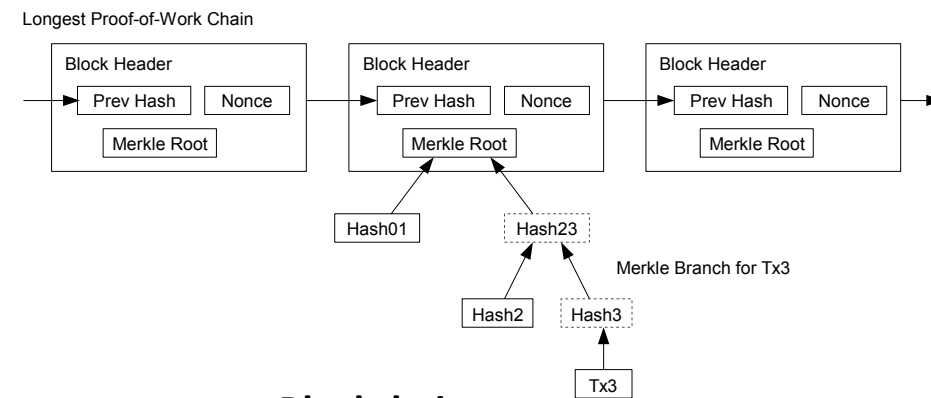 Longest Proof-of-Work Chain
Block Header
Prev Hash
Nonce
Merkle Root
Block Header
Prev Hash
Nonce
Merkle Root
Block Header
Prev Hash
Nonce
Merkle Root
Hash01
Hash23
Merkle Branch for Tx3
Hash2
Hash3
Tx3